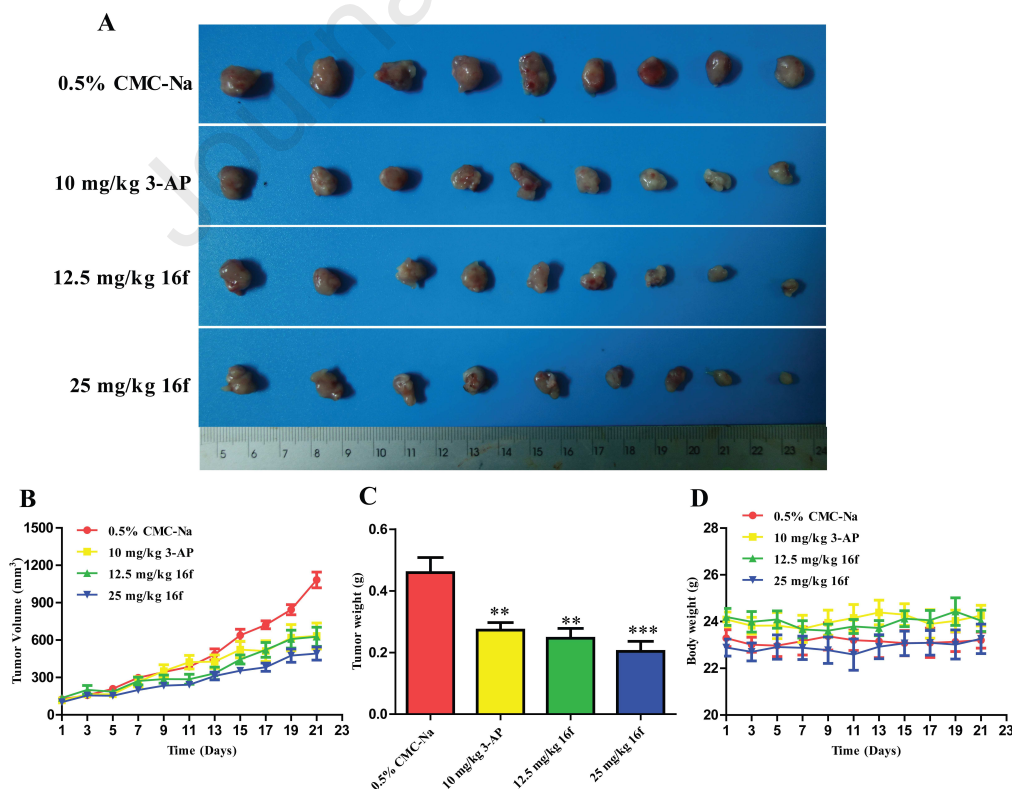 Journa
A
0.5% CMC-Na
10 mg/kg 3-AP
12.5 mg/kg 16f
25 mg/kg 16f
5 6 7 8 9 10 11 12 13 14 15 16 17 18 19 20 21 22 23 24
B
Tumor Volume (mm³)
1500
1200
900
600
300
0
0.5% CMC-Na
10 mg/kg 3-AP
12.5 mg/kg 16f
25 mg/kg 16f
1 3 5 7 9 11 13 15 17 19 21 23
Time (Days)
C
Tumor weight (g)
0.6
0.4
0.2
0.0
**
**
***
0.5% CMC-Na
10 mg/kg 3-AP
12.5 mg/kg 16f
25 mg/kg 16f
D
Body weight (g)
28
26
24
22
20
0.5% CMC-Na
10 mg/kg 3-AP
12.5 mg/kg 16f
25 mg/kg 16f
1 3 5 7 9 11 13 15 17 19 21 23
Time (Days)